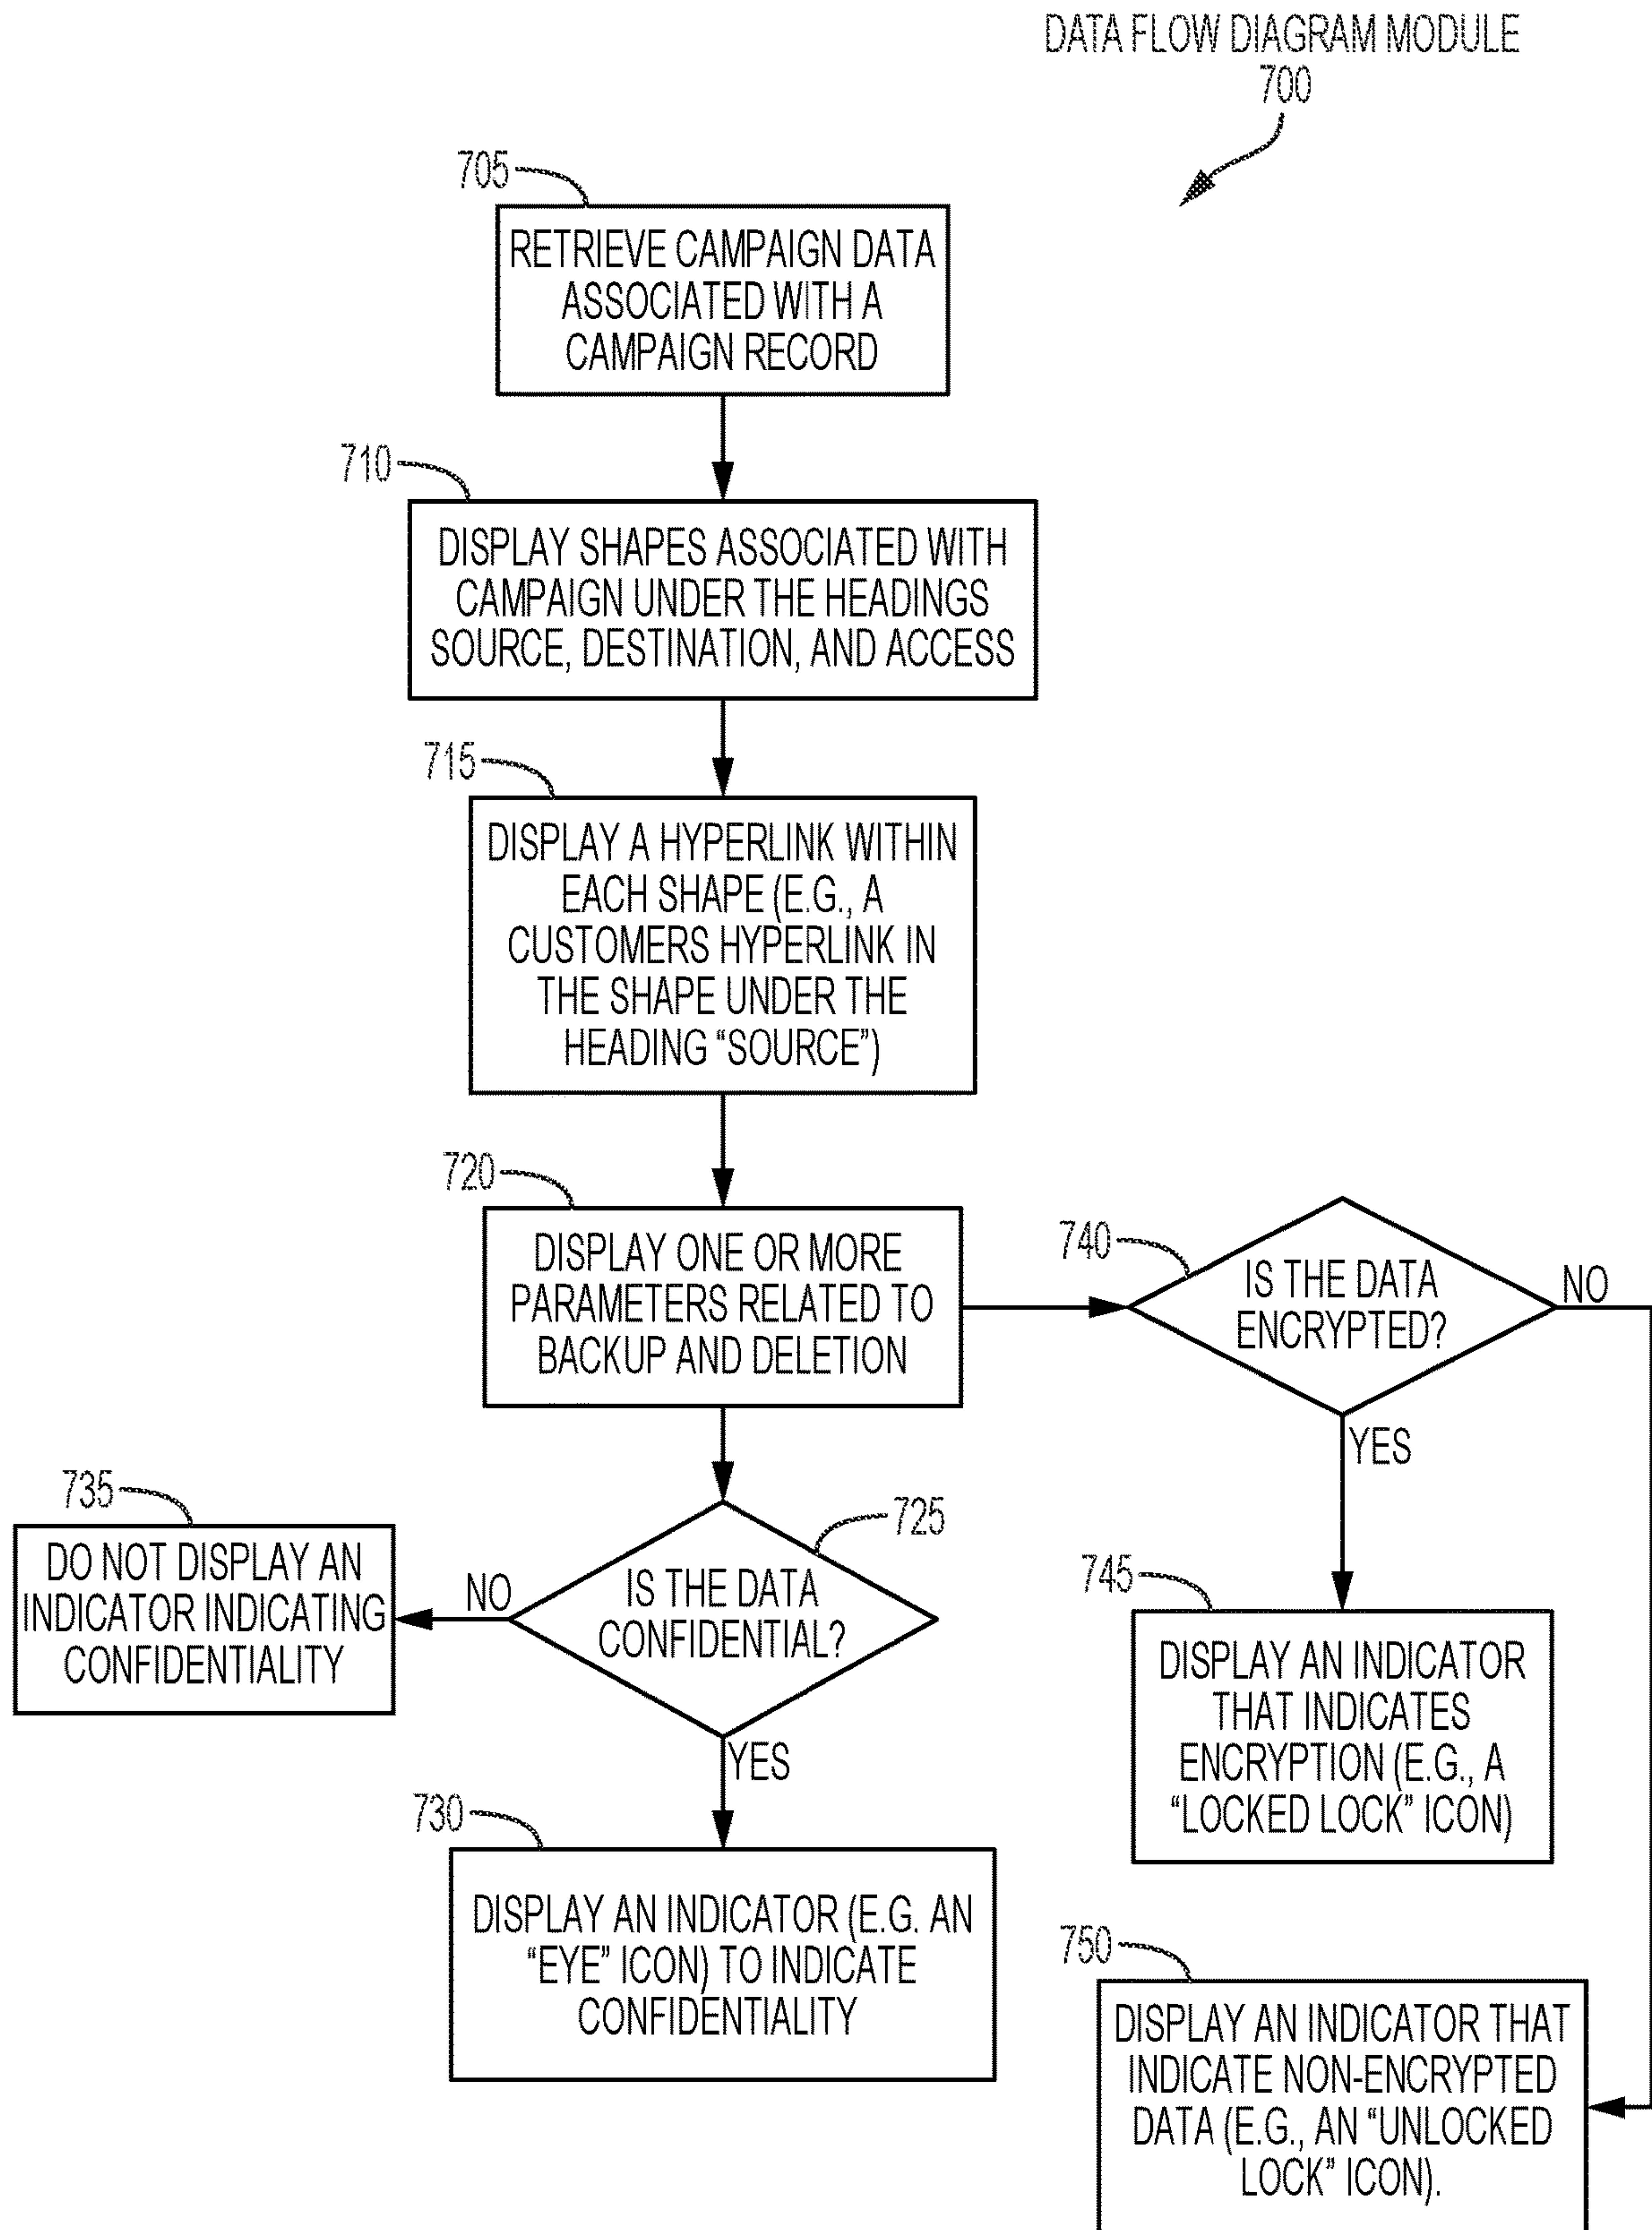 DATA FLOW DIAGRAM MODULE
700
705
RETRIEVE CAMPAIGN DATA
ASSOCIATED WITH A
CAMPAIGN RECORD
710
DISPLAY SHAPES ASSOCIATED WITH
CAMPAIGN UNDER THE HEADINGS
SOURCE, DESTINATION, AND ACCESS
715
DISPLAY A HYPERLINK WITHIN
EACH SHAPE (E.G., A
CUSTOMERS HYPERLINK IN
THE SHAPE UNDER THE
HEADING “SOURCE”)
720
DISPLAY ONE OR MORE
PARAMETERS RELATED TO
BACKUP AND DELETION
740
IS THE DATA
ENCRYPTED?
NO
YES
735
DO NOT DISPLAY AN
INDICATOR INDICATING
CONFIDENTIALITY
NO
725
IS THE DATA
CONFIDENTIAL?
YES
745
DISPLAY AN INDICATOR
THAT INDICATES
ENCRYPTION (E.G., A
“LOCKED LOCK” ICON)
730
DISPLAY AN INDICATOR (E.G. AN
“EYE” ICON) TO INDICATE
CONFIDENTIALITY
750
DISPLAY AN INDICATOR THAT
INDICATE NON-ENCRYPTED
DATA (E.G., AN “UNLOCKED
LOCK” ICON).